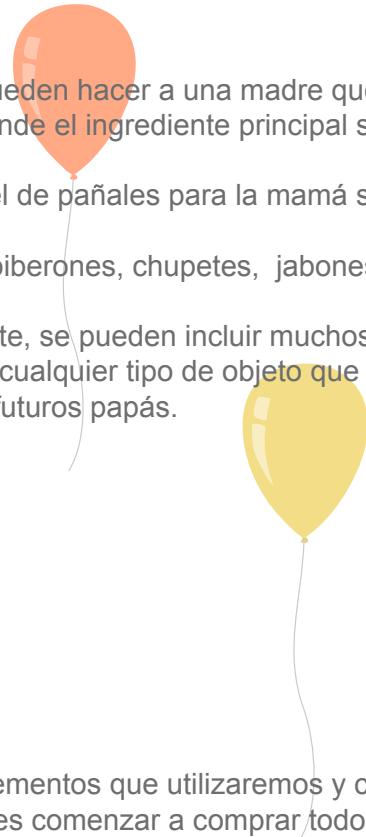 ueden hacer a una madre que
nde el ingrediente principal s
el de pañales para la mamá s
biberones, chupetes, jabones
te, se pueden incluir muchos
cualquier tipo de objeto que
futuros papás.
ementos que utilizaremos y c
es comenzar a comprar todo